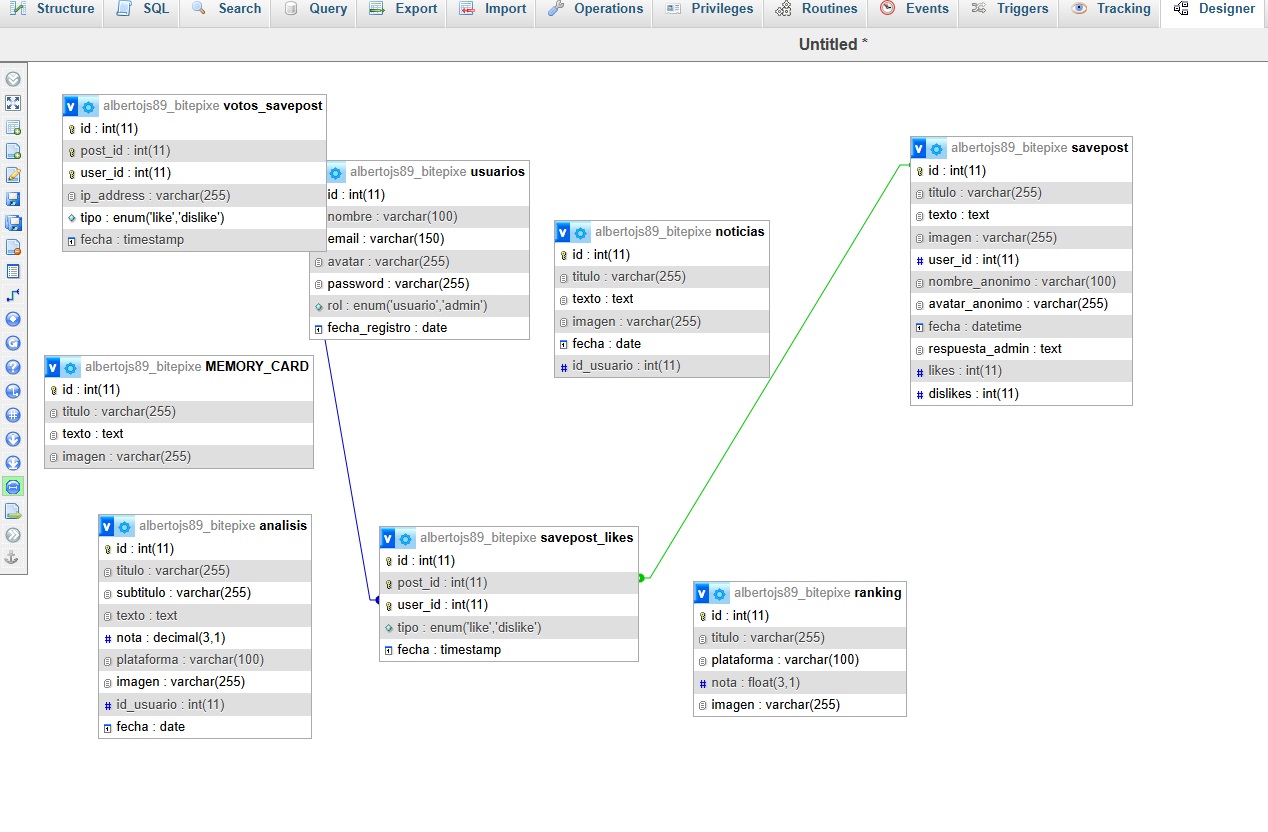 Structure SQL Search Query Export Import Operations Privileges Routines Events Triggers Tracking Designer
Untitled *
albertojs89_bitepixe votos_savepost
id : int(11)
post_id : int(11)
user_id : int(11)
ip_address : varchar(255)
tipo : enum('like','dislike')
fecha : timestamp
albertojs89_bitepixe usuarios
id : int(11)
nombre : varchar(100)
email : varchar(150)
avatar : varchar(255)
password : varchar(255)
rol : enum('usuario','admin')
fecha_registro : date
albertojs89_bitepixe noticias
id : int(11)
titulo : varchar(255)
texto : text
imagen : varchar(255)
fecha : date
id_usuario : int(11)
albertojs89_bitepixe savepost
id : int(11)
titulo : varchar(255)
texto : text
imagen : varchar(255)
user_id : int(11)
nombre_anonimo : varchar(100)
avatar_anonimo : varchar(255)
fecha : datetime
respuesta_admin : text
likes : int(11)
dislikes : int(11)
albertojs89_bitepixe MEMORY_CARD
id : int(11)
titulo : varchar(255)
texto : text
imagen : varchar(255)
albertojs89_bitepixe analisis
id : int(11)
titulo : varchar(255)
subtitulo : varchar(255)
texto : text
nota : decimal(3,1)
plataforma : varchar(100)
imagen : varchar(255)
id_usuario : int(11)
fecha : date
albertojs89_bitepixe savepost_likes
id : int(11)
post_id : int(11)
user_id : int(11)
tipo : enum('like','dislike')
fecha : timestamp
albertojs89_bitepixe ranking
id : int(11)
titulo : varchar(255)
plataforma : varchar(100)
nota : float(3,1)
imagen : varchar(255)